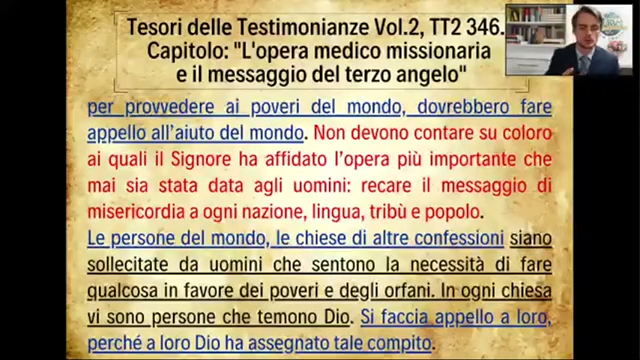 Tesori delle Testimonianze Vol.2, TT2 346.
Capitolo: "L'opera medico missionaria
e il messaggio del terzo angelo"
per provvedere ai poveri del mondo, dovrebbero fare
appello all'aiuto del mondo. Non devono contare su coloro
ai quali il Signore ha affidato l'opera più importante che
mai sia stata data agli uomini: recare il messaggio di
misericordia a ogni nazione, lingua, tribù e popolo.
Le persone del mondo, le chiese di altre confessioni siano
sollecitate da uomini che sentono la necessità di fare
qualcosa in favore dei poveri e degli orfani. In ogni chiesa
vi sono persone che temono Dio. Si faccia appello a loro,
perché a loro Dio ha assegnato tale compito.